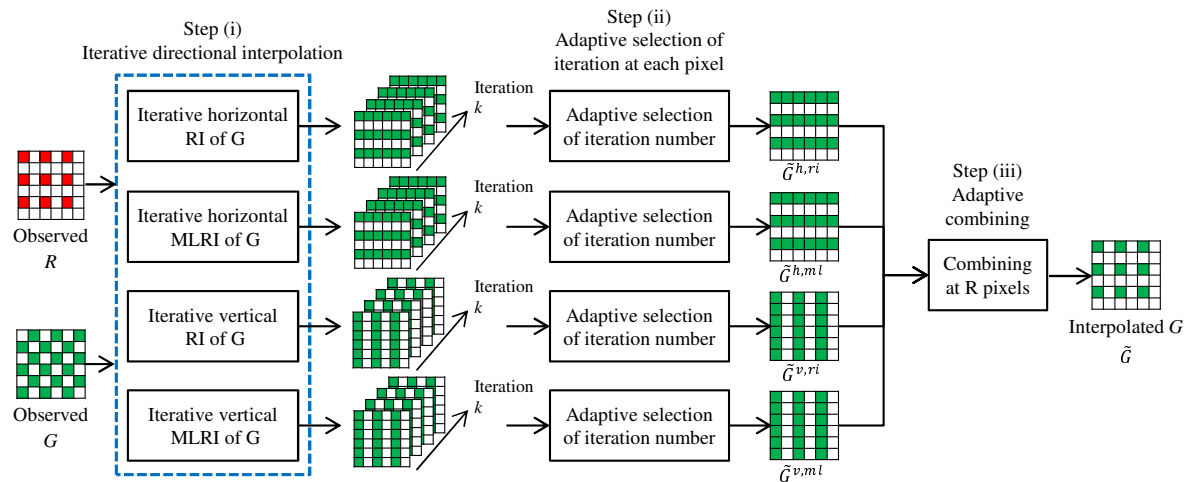 Step (i)
Iterative directional interpolation
Step (ii)
Adaptive selection of
iteration at each pixel
Observed
R
Observed
G
Iterative horizontal
RI of G
Iteration
k
Adaptive selection
of iteration number
G̃^{h,ri}
Iterative horizontal
MLRI of G
Iteration
k
Adaptive selection
of iteration number
G̃^{h,ml}
Iterative vertical
RI of G
Iteration
k
Adaptive selection
of iteration number
G̃^{v,ri}
Iterative vertical
MLRI of G
Iteration
k
Adaptive selection
of iteration number
G̃^{v,ml}
Step (iii)
Adaptive
combining
Combining
at R pixels
Interpolated G
G̃